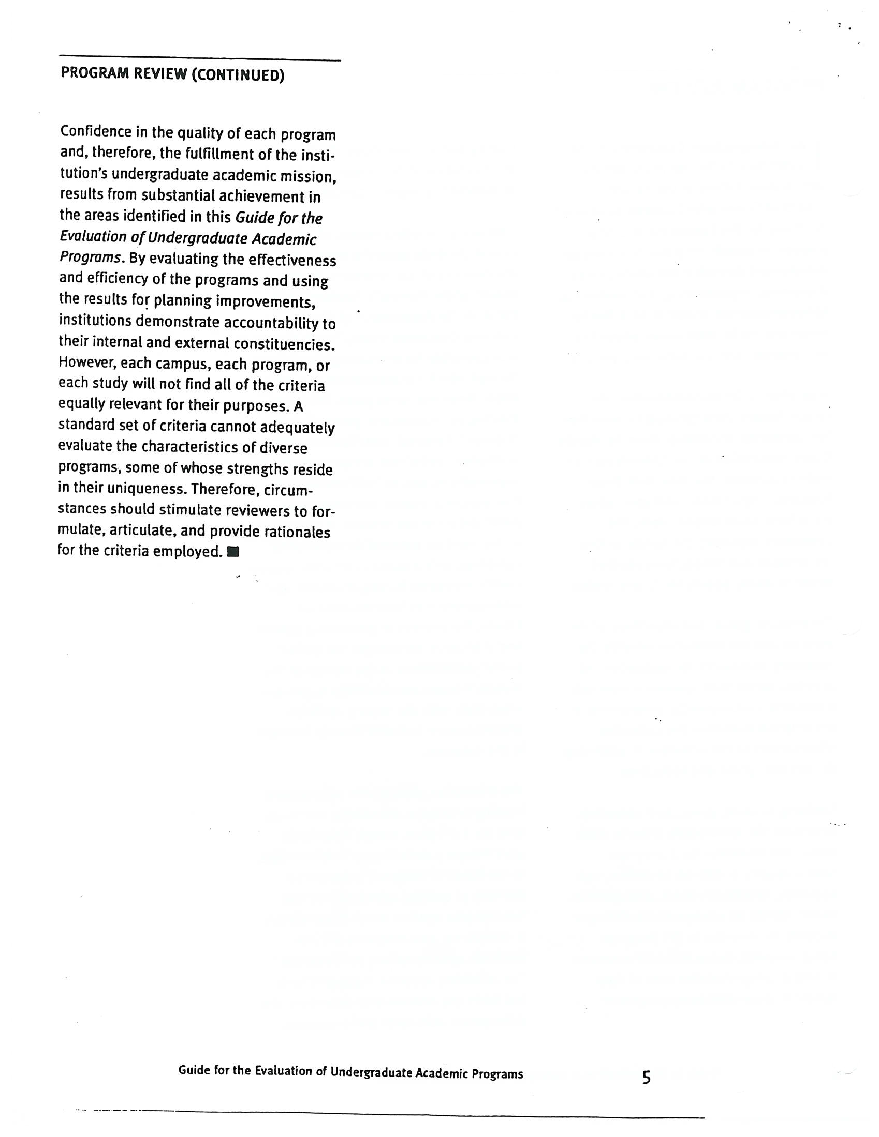 PROGRAM REVIEW (CONTINUED)
Confidence in the quality of each program
and, therefore, the fulfillment of the insti-
tution's undergraduate academic mission,
results from substantial achievement in
the areas identified in this Guide for the
Evaluation of Undergraduate Academic
Programs. By evaluating the effectiveness
and efficiency of the programs and using
the results for planning improvements,
institutions demonstrate accountability to
their internal and external constituencies.
However, each campus, each program, or
each study will not find all of the criteria
equally relevant for their purposes. A
standard set of criteria cannot adequately
evaluate the characteristics of diverse
programs, some of whose strengths reside
in their uniqueness. Therefore, circum-
stances should stimulate reviewers to for-
mulate, articulate, and provide rationales
for the criteria employed. ■
Guide for the Evaluation of Undergraduate Academic Programs 5